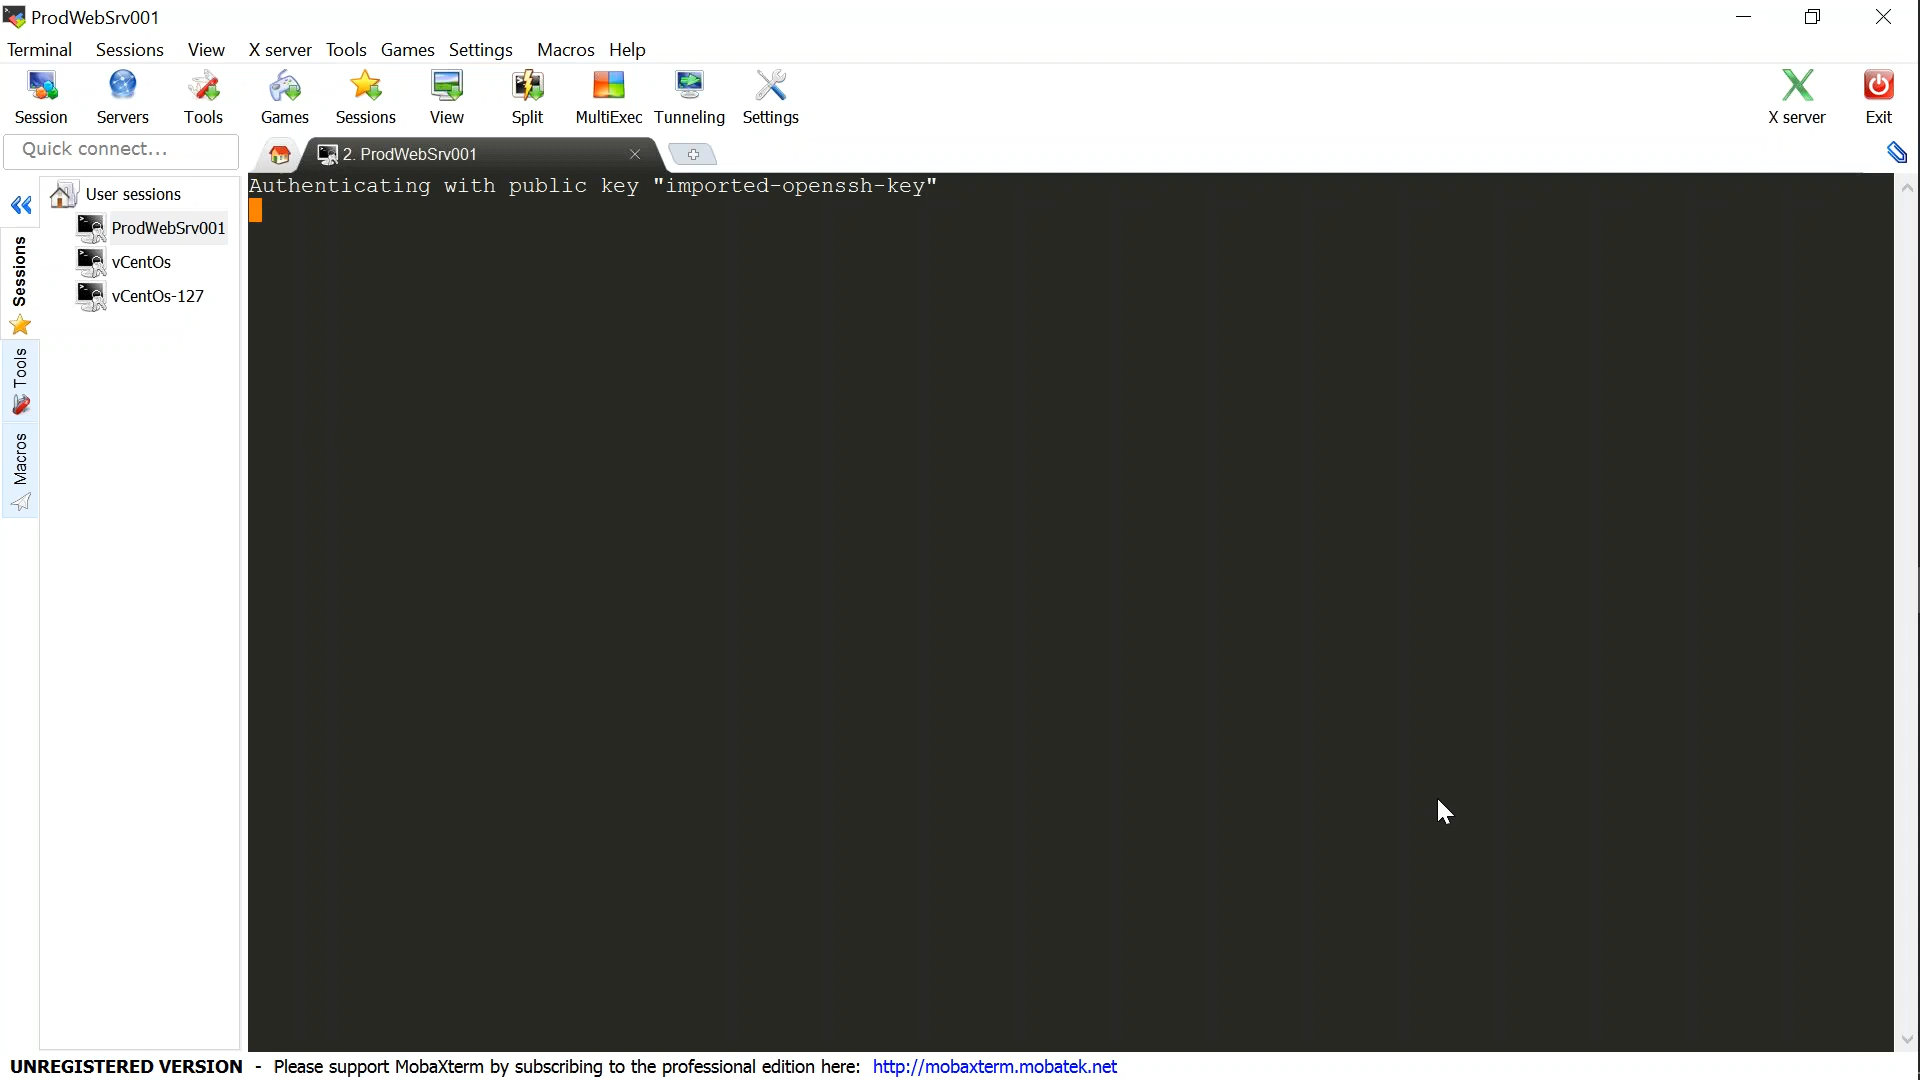 ProdWebSrv001
Terminal Sessions View X server Tools Games Settings Macros Help
Session Servers Tools Games Sessions View Split MultiExec Tunneling Settings X server Exit
Quick connect...
2. ProdWebSrv001
User sessions
ProdWebSrv001
vCentOs
vCentOs-127
Sessions
Tools
Macros
Authenticating with public key "imported-openssh-key"
UNREGISTERED VERSION - Please support MobaXterm by subscribing to the professional edition here: http://mobaxterm.mobatek.net